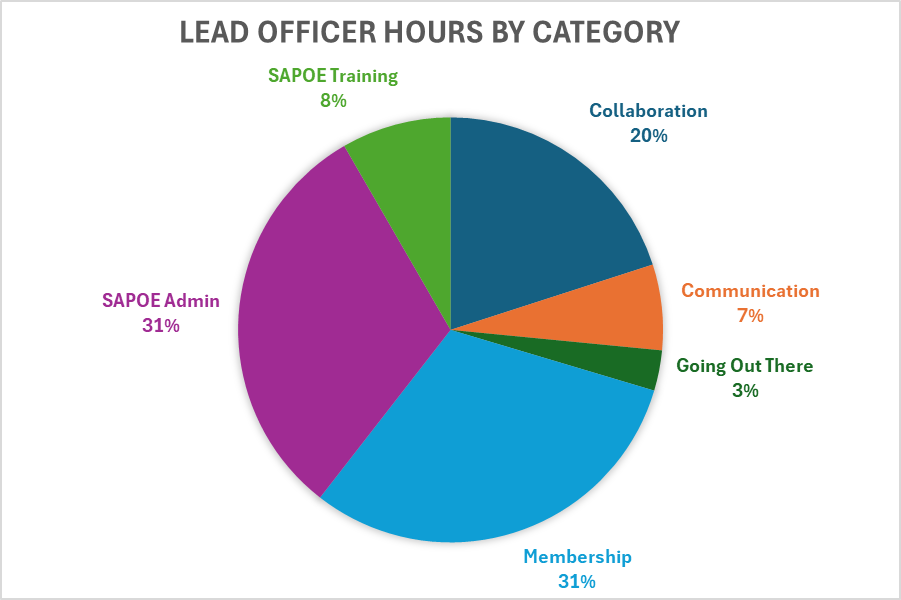 LEAD OFFICER HOURS BY CATEGORY
SAPOE Training
8%
Collaboration
20%
Communication
7%
Going Out There
3%
Membership
31%
SAPOE Admin
31%